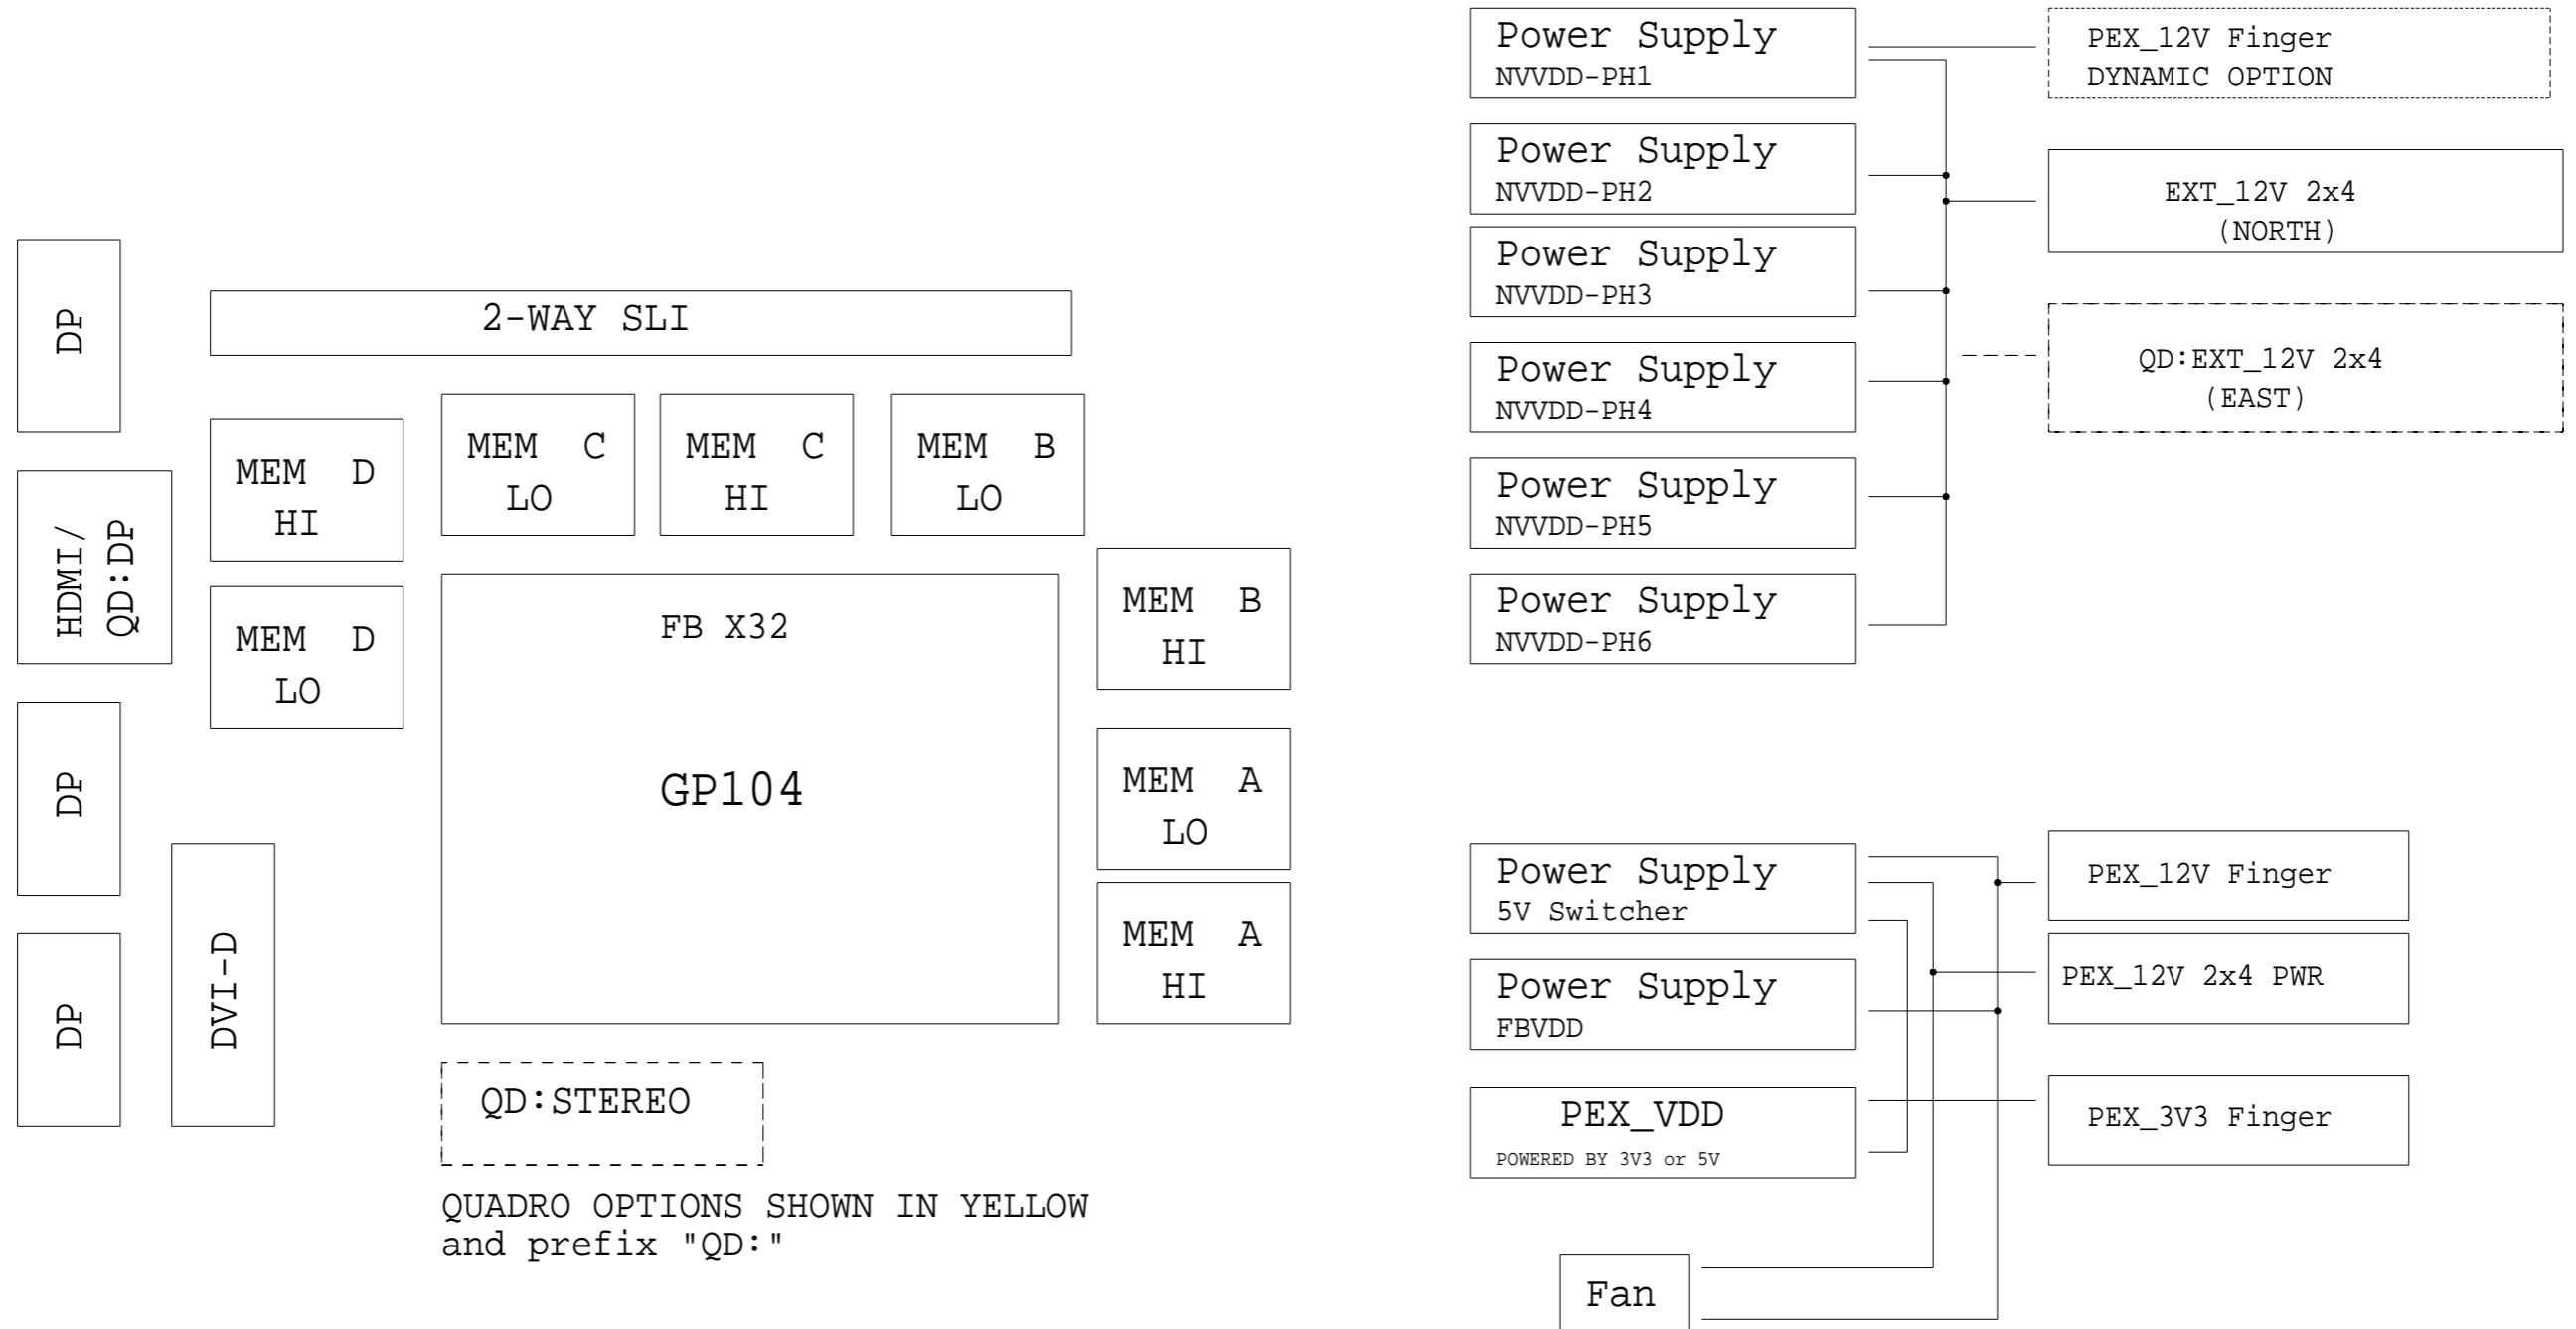 DP
HDMI/
QD:DP
DP
DP
DVI-D
2-WAY SLI
MEM D
HI
MEM D
LO
MEM C
LO
MEM C
HI
MEM B
LO
MEM B
HI
MEM A
LO
MEM A
HI
FB X32
GP104
QD:STEREO
QUADRO OPTIONS SHOWN IN YELLOW
and prefix "QD:"
Power Supply
NVVDD-PH1
Power Supply
NVVDD-PH2
Power Supply
NVVDD-PH3
Power Supply
NVVDD-PH4
Power Supply
NVVDD-PH5
Power Supply
NVVDD-PH6
PEX_12V Finger
DYNAMIC OPTION
EXT_12V 2x4
(NORTH)
QD:EXT_12V 2x4
(EAST)
Power Supply
5V Switcher
Power Supply
FBVDD
PEX_VDD
POWERED BY 3V3 or 5V
Fan
PEX_12V Finger
PEX_12V 2x4 PWR
PEX_3V3 Finger